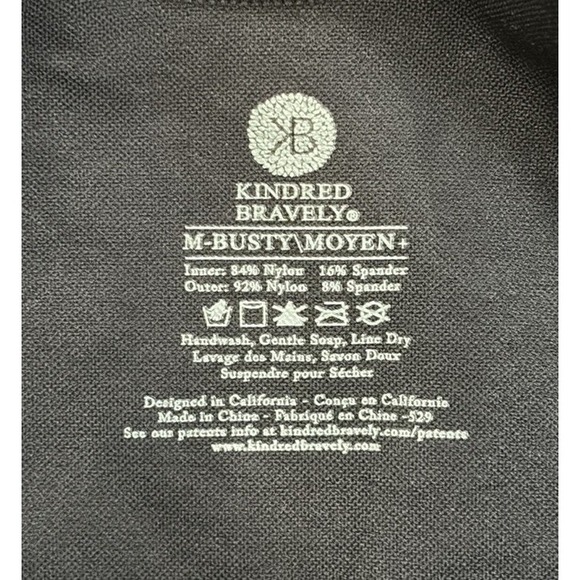 KB
KINDRED
BRAVELY®
M-BUSTY\MOYEN+
Inner: 84% Nylon 16% Spandex
Outer: 92% Nylon 8% Spandex
Handwash, Gentle Soap, Line Dry
Lavage des Mains, Savon Doux
Suspendre pour Sécher
Designed in California - Conçu en Californie
Made in China - Fabriqué en Chine -529
See our patents info at kindredbravely.com/patents
www.kindredbravely.com